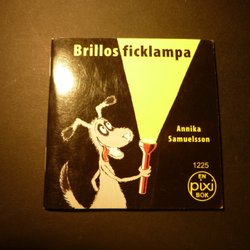 Brillos ficklampa
Annika
Samuelsson
1225
EN
pixi
BOK